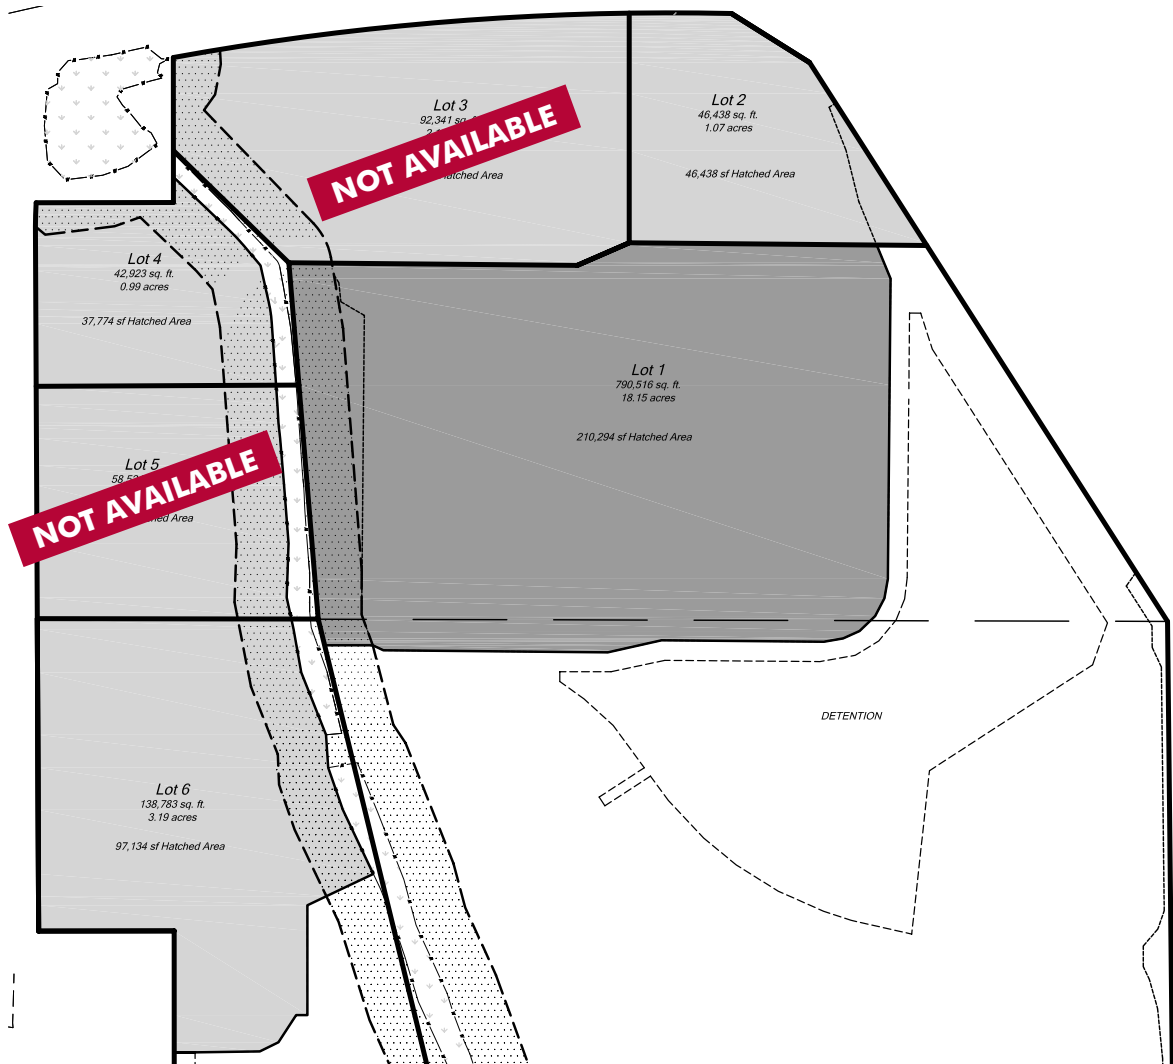 Lot 3
92,341 sq.
NOT AVAILABLE
Hatched Area
Lot 2
46,438 sq. ft.
1.07 acres
46,438 sf Hatched Area
Lot 4
42,923 sq. ft.
0.99 acres
37,774 sf Hatched Area
Lot 1
790,516 sq. ft.
18.15 acres
210,294 sf Hatched Area
Lot 5
NOT AVAILABLE
Area
DETENTION
Lot 6
138,783 sq. ft.
3.19 acres
97,134 sf Hatched Area